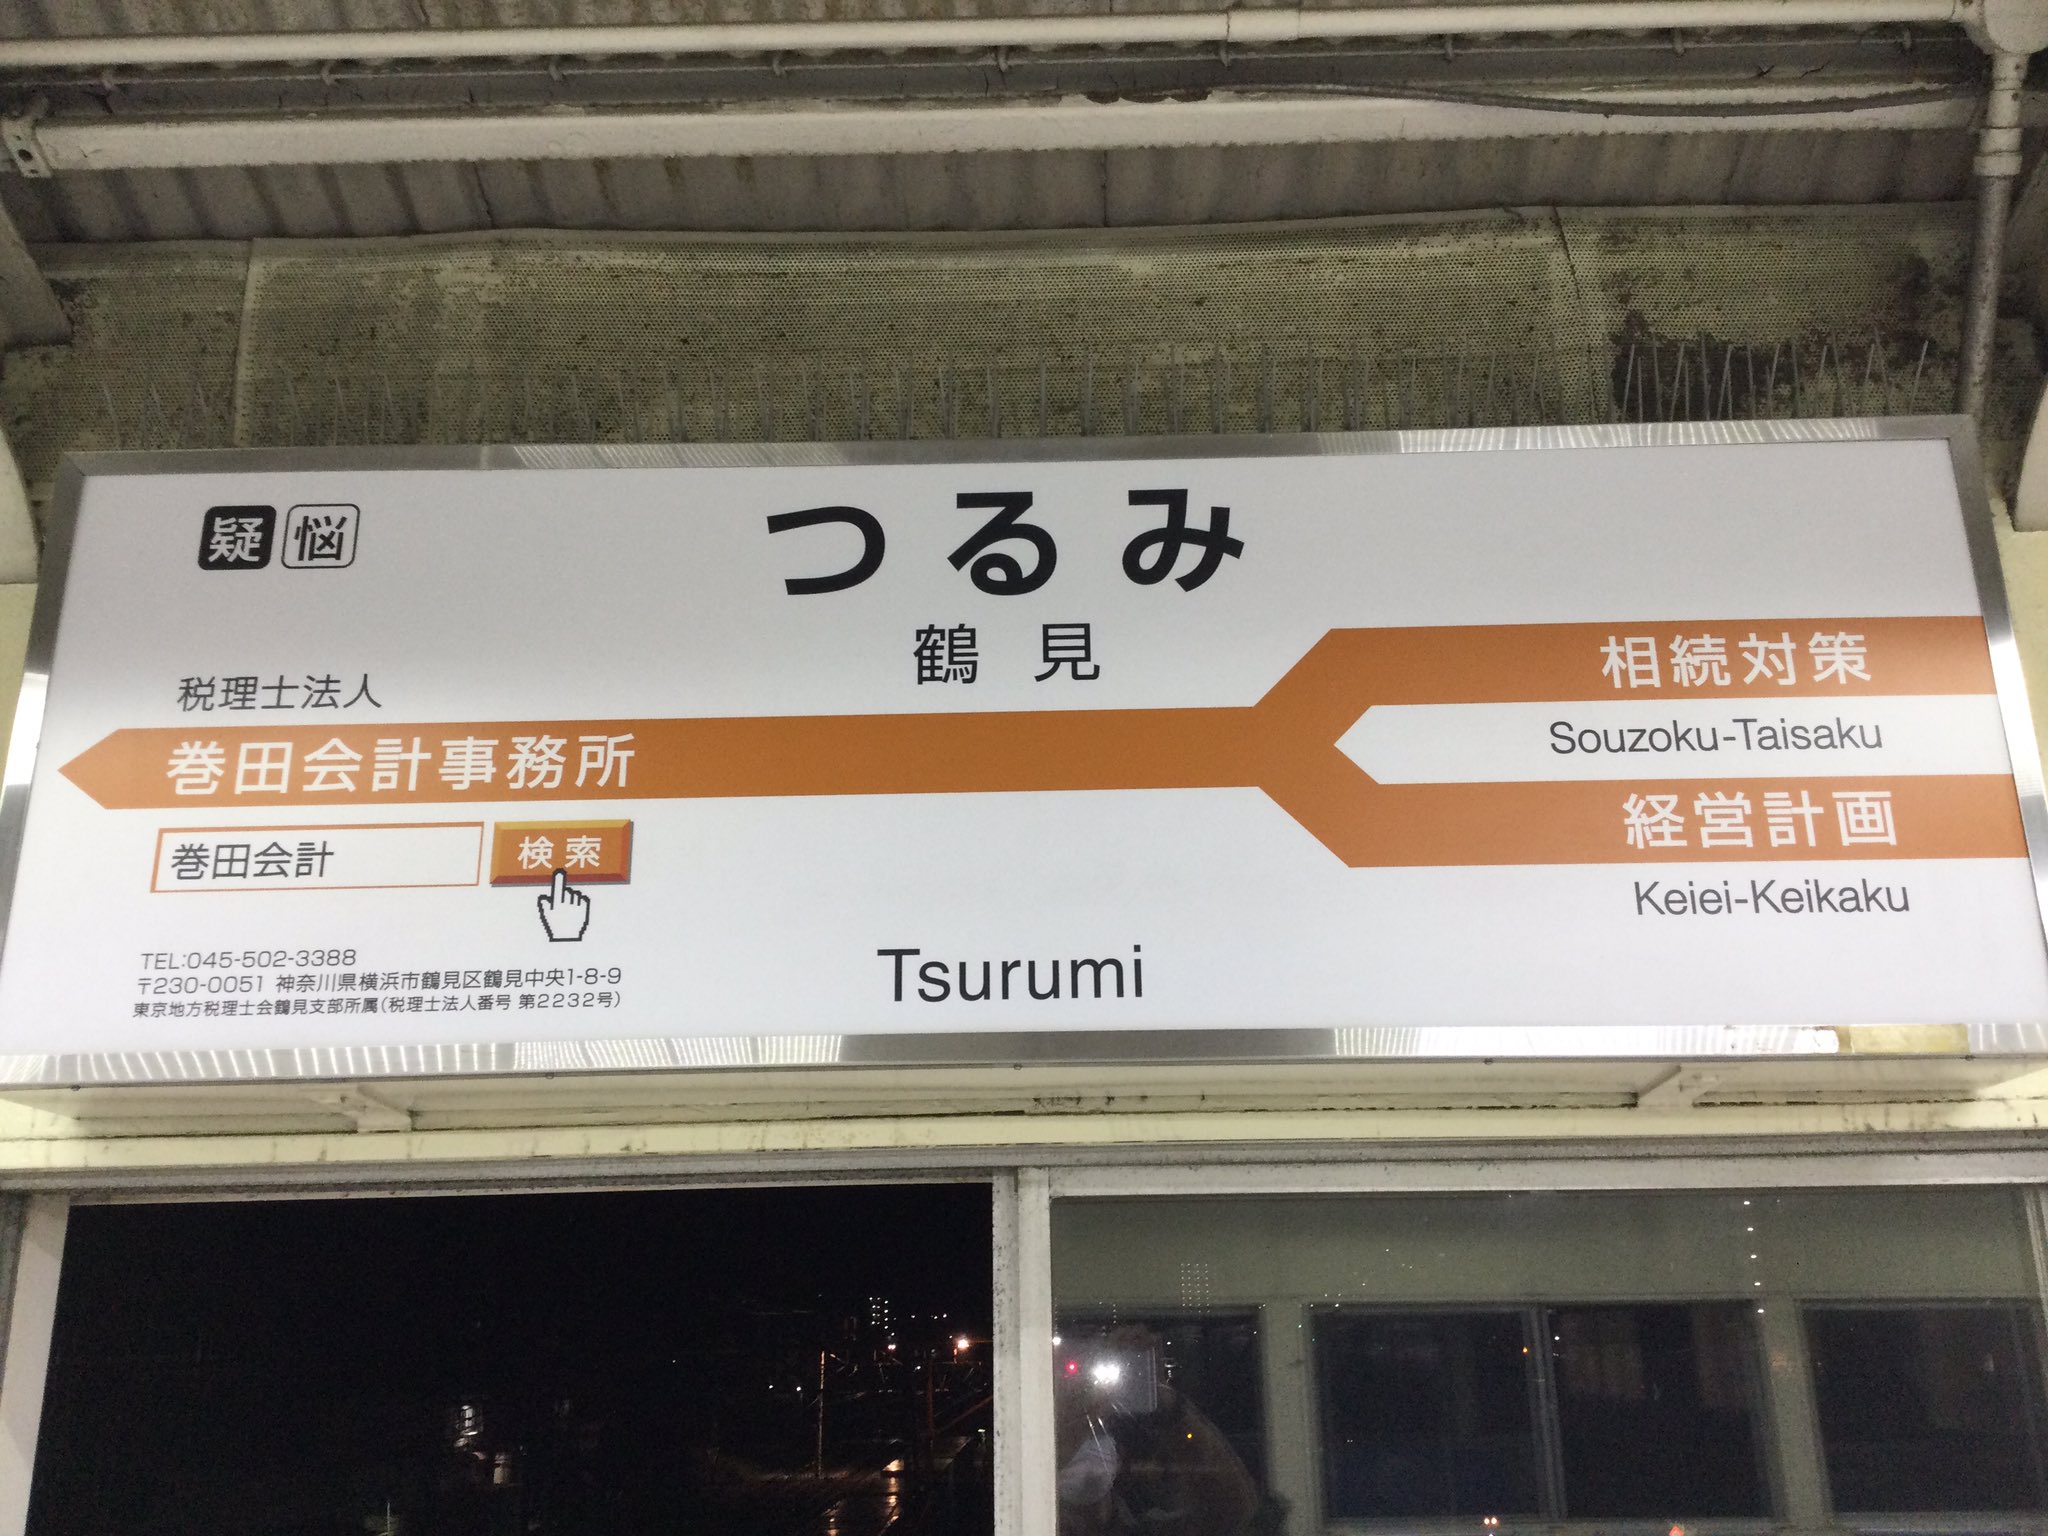 疑 悩
つるみ
鶴見
税理士法人
巻田会計事務所
巻田会計 検索
TEL:045-502-3388
〒230-0051 神奈川県横浜市鶴見区鶴見中央1-8-9
東京地方税理士会鶴見支部所属(税理士法人番号 第2232号)
相続対策
Souzoku-Taisaku
経営計画
Keiei-Keikaku
Tsurumi